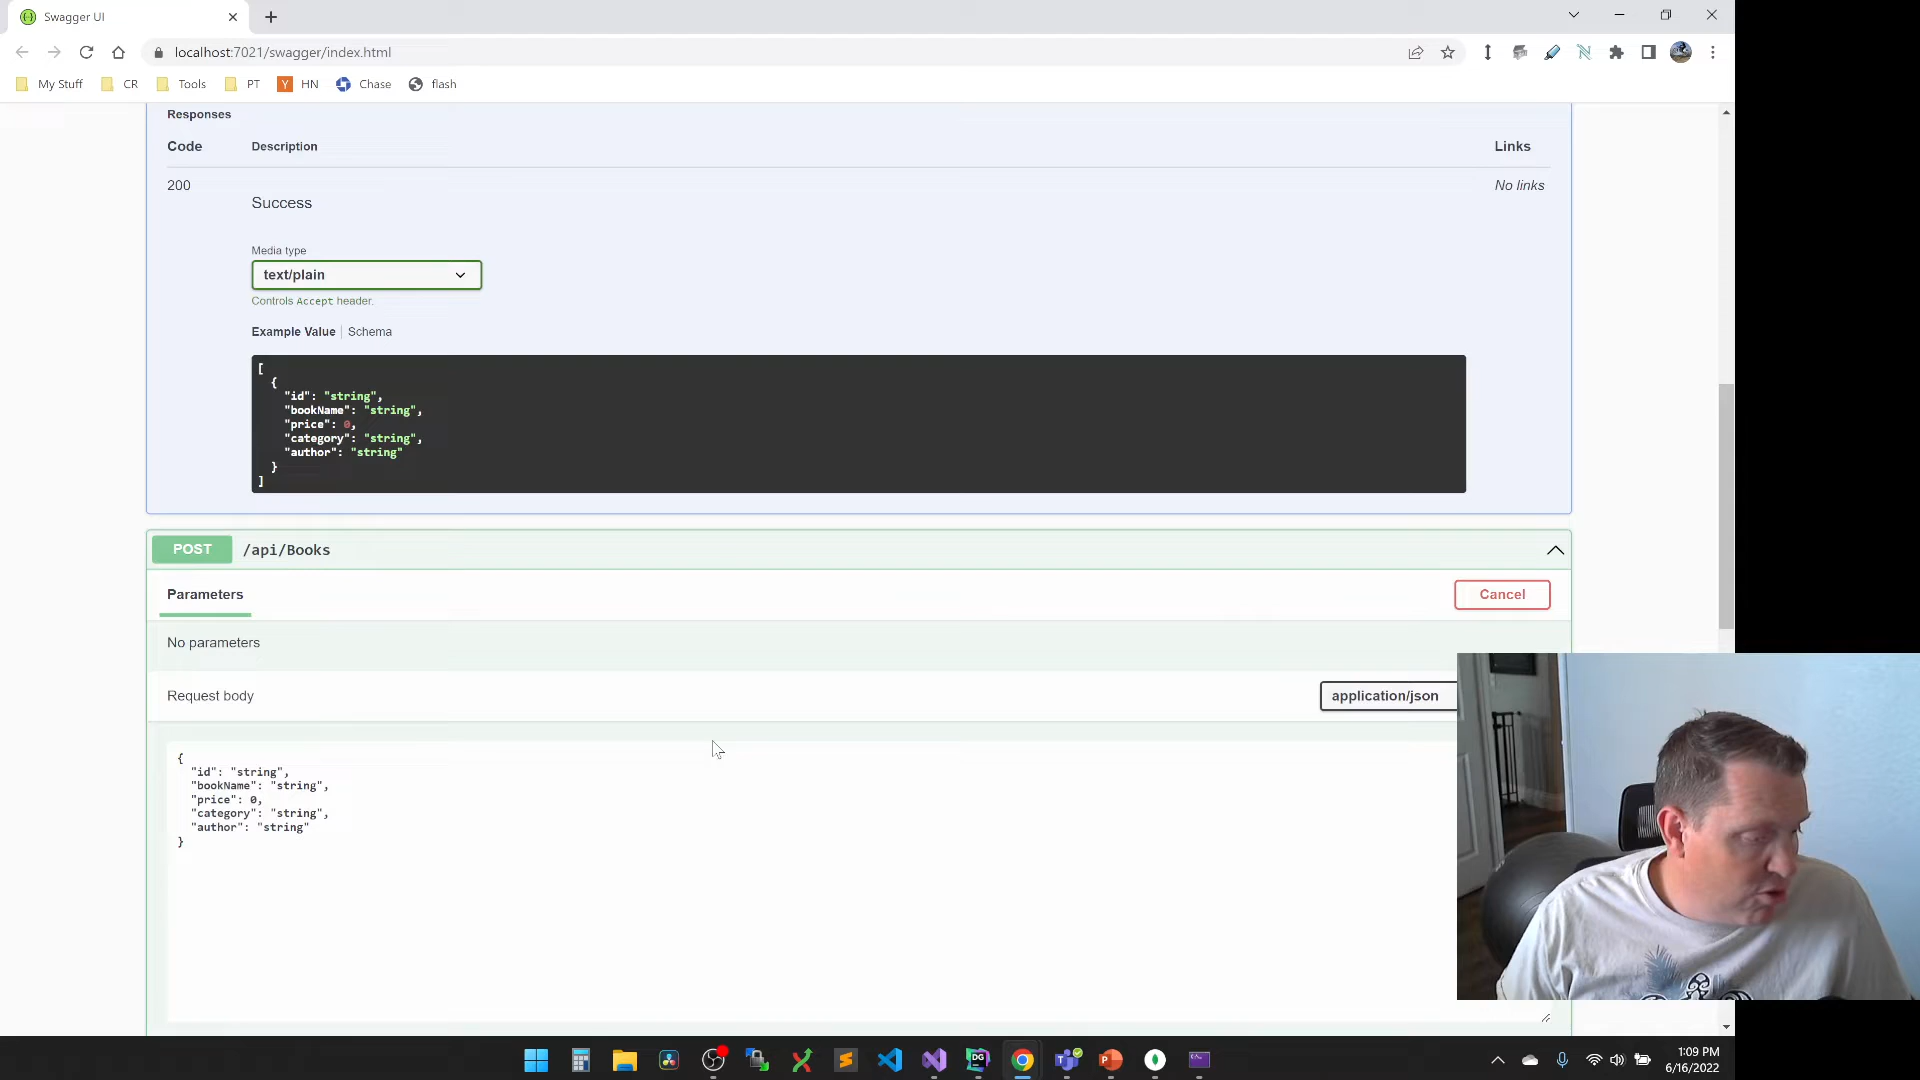 Swagger UI
localhost:7021/swagger/index.html
My Stuff CR Tools PT Y HN Chase flash
Responses
Code Description Links
200 No links
Success
Media type
text/plain
Controls Accept header.
Example Value Schema
[
{
"id": "string",
"bookName": "string",
"price": 0,
"category": "string",
"author": "string"
}
]
POST /api/Books
Parameters Cancel
No parameters
Request body application/json
{
"id": "string",
"bookName": "string",
"price": 0,
"category": "string",
"author": "string"
}
DG
1:09 PM
6/16/2022